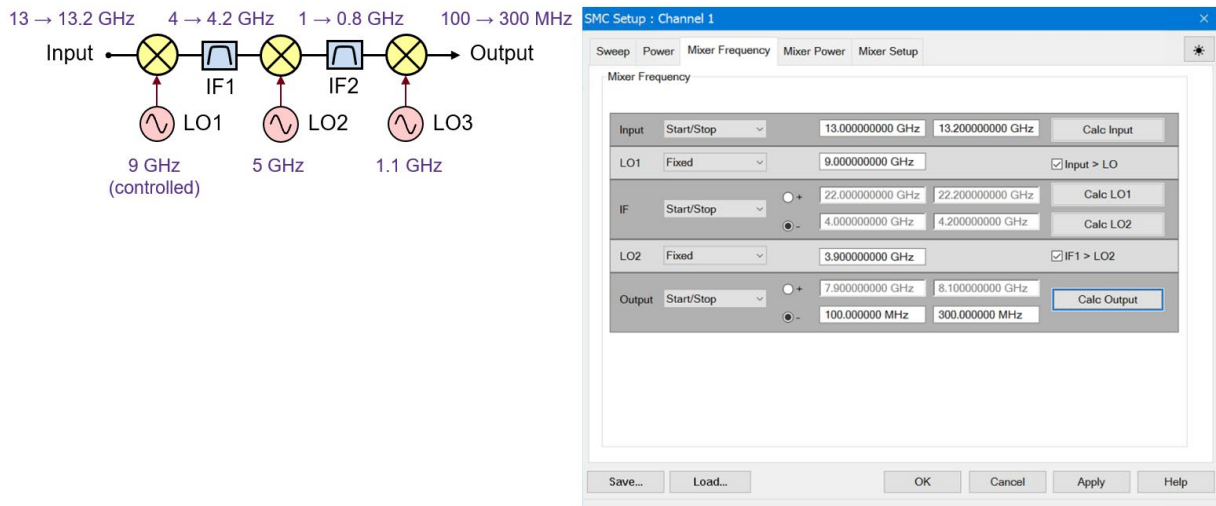 13 → 13.2 GHz 4 → 4.2 GHz 1 → 0.8 GHz 100 → 300 MHz
Input Output
IF1 IF2
LO1 LO2 LO3
9 GHz 5 GHz 1.1 GHz
(controlled)
SMC Setup : Channel 1
Sweep Power Mixer Frequency Mixer Power Mixer Setup
Mixer Frequency
Input Start/Stop 13.000000000 GHz 13.200000000 GHz Calc Input
LO1 Fixed 9.000000000 GHz Input > LO
+ 22.000000000 GHz 22.200000000 GHz Calc LO1
IF Start/Stop
- 4.000000000 GHz 4.200000000 GHz Calc LO2
LO2 Fixed 3.900000000 GHz IF1 > LO2
+ 7.900000000 GHz 8.100000000 GHz
Output Start/Stop Calc Output
- 100.000000 MHz 300.000000 MHz
Save... Load... OK Cancel Apply Help